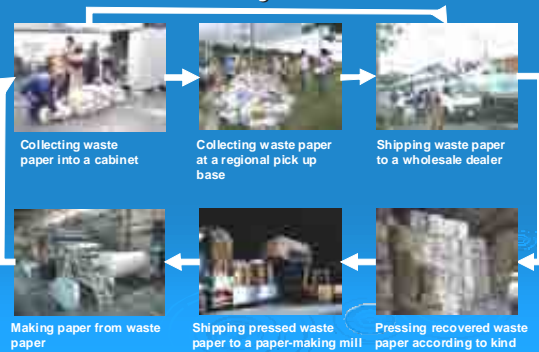 Collecting waste
paper into a cabinet
Collecting waste paper
at a regional pick up
base
Shipping waste paper
to a wholesale dealer
Making paper from waste
paper
Shipping pressed waste
paper to a paper-making mill
Pressing recovered waste
paper according to kind